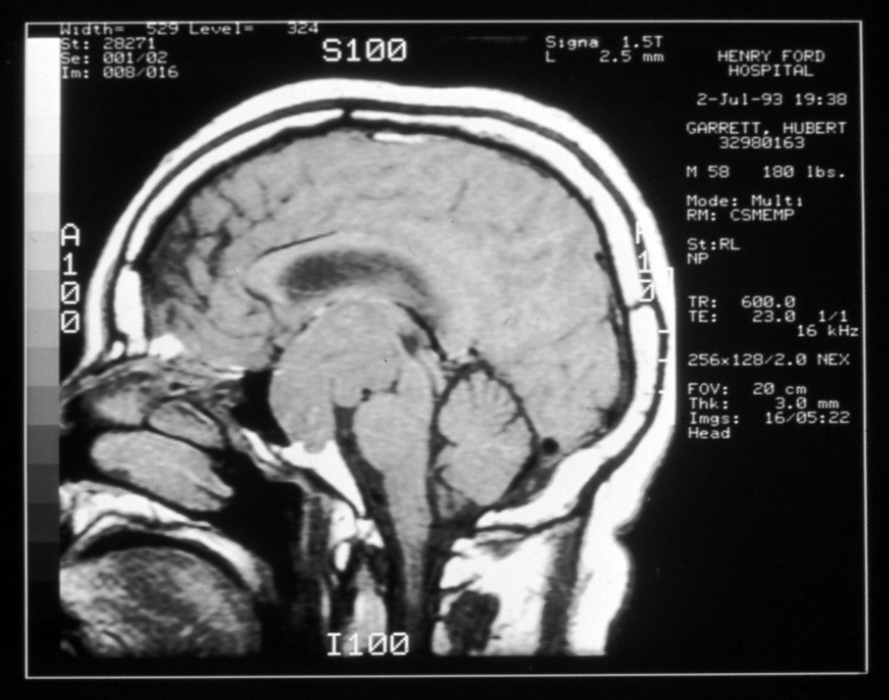 Width= 529 Level= 324
St: 28271
Se: 001/02
Im: 008/016
S100
Signa 1.5T
L 2.5 mm
HENRY FORD
HOSPITAL
2-Jul-93 19:38
GARRETT, HUBERT
32980163
M 58 180 lbs.
Mode: Multi
RM: CSMEMP
St:RL
NP
TR: 600.0
TE: 23.0 1/1
16 kHz
256x128/2.0 NEX
FOV: 20 cm
Thk: 3.0 mm
Imgs: 16/05:22
Head
A
1
0
0
1
0
I100